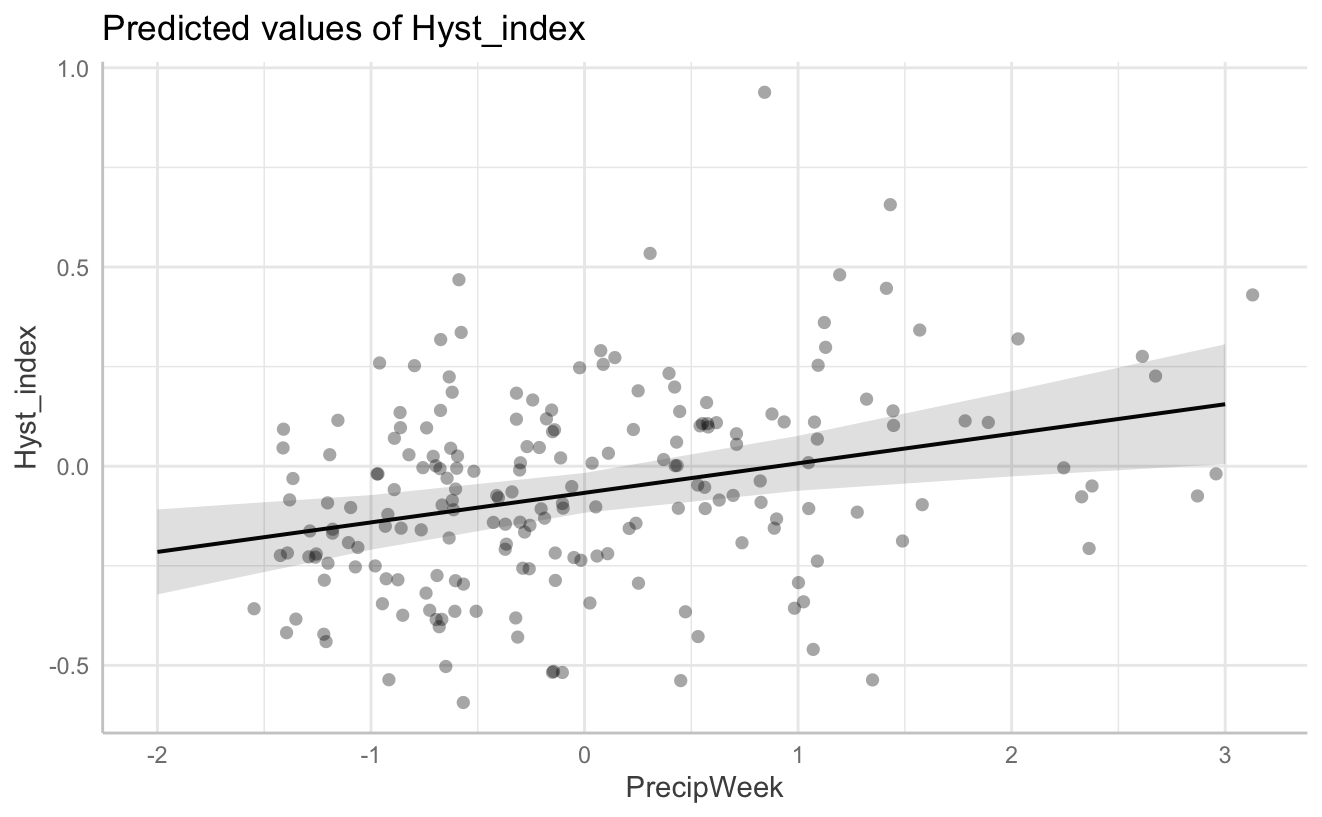 Predicted values of Hyst_index
1.0
0.5
0.0
-0.5
Hyst_index
-2 -1 0 1 2 3
PrecipWeek